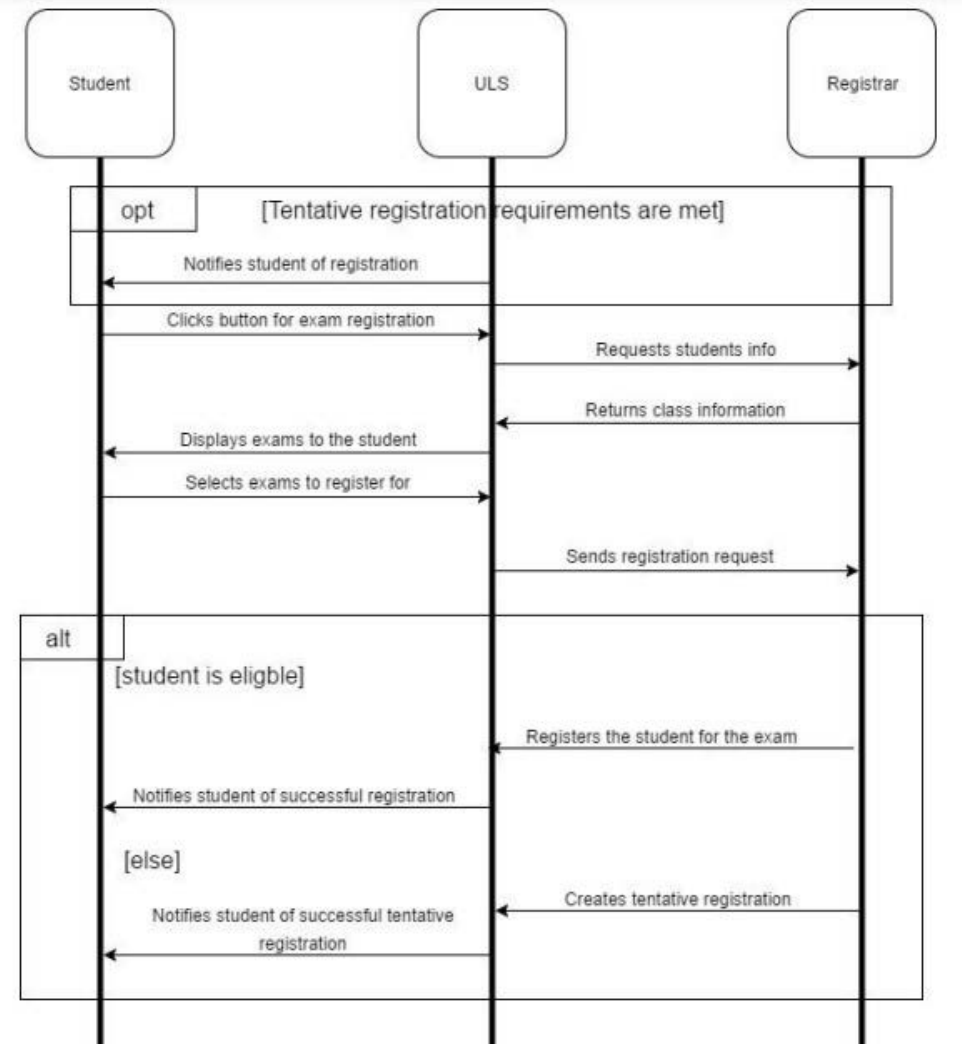 Student
ULS
Registrar
opt
[Tentative registration requirements are met]
Notifies student of registration
Clicks button for exam registration
Requests students info
Returns class information
Displays exams to the student
Selects exams to register for
Sends registration request
alt
[student is eligble]
Registers the student for the exam
Notifies student of successful registration
[else]
Creates tentative registration
Notifies student of successful tentative
registration